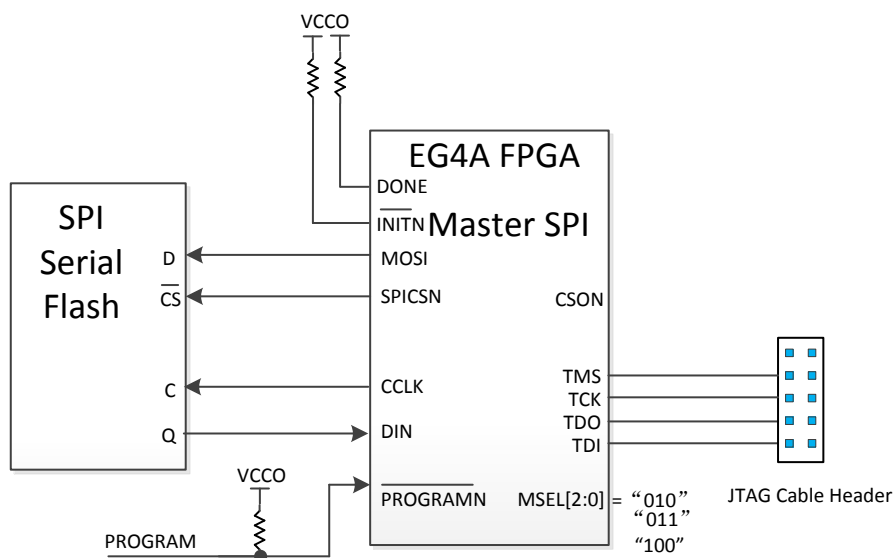 VCCO
EG4A FPGA
DONE
INITN
Master SPI
SPI
Serial
Flash
D
MOSI
CS
SPICSN
CSON
TMS
C
CCLK
TCK
TDO
Q
DIN
TDI
VCCO
PROGRAMN
MSEL[2:0] = “010”
“011”
“100”
JTAG Cable Header
PROGRAM